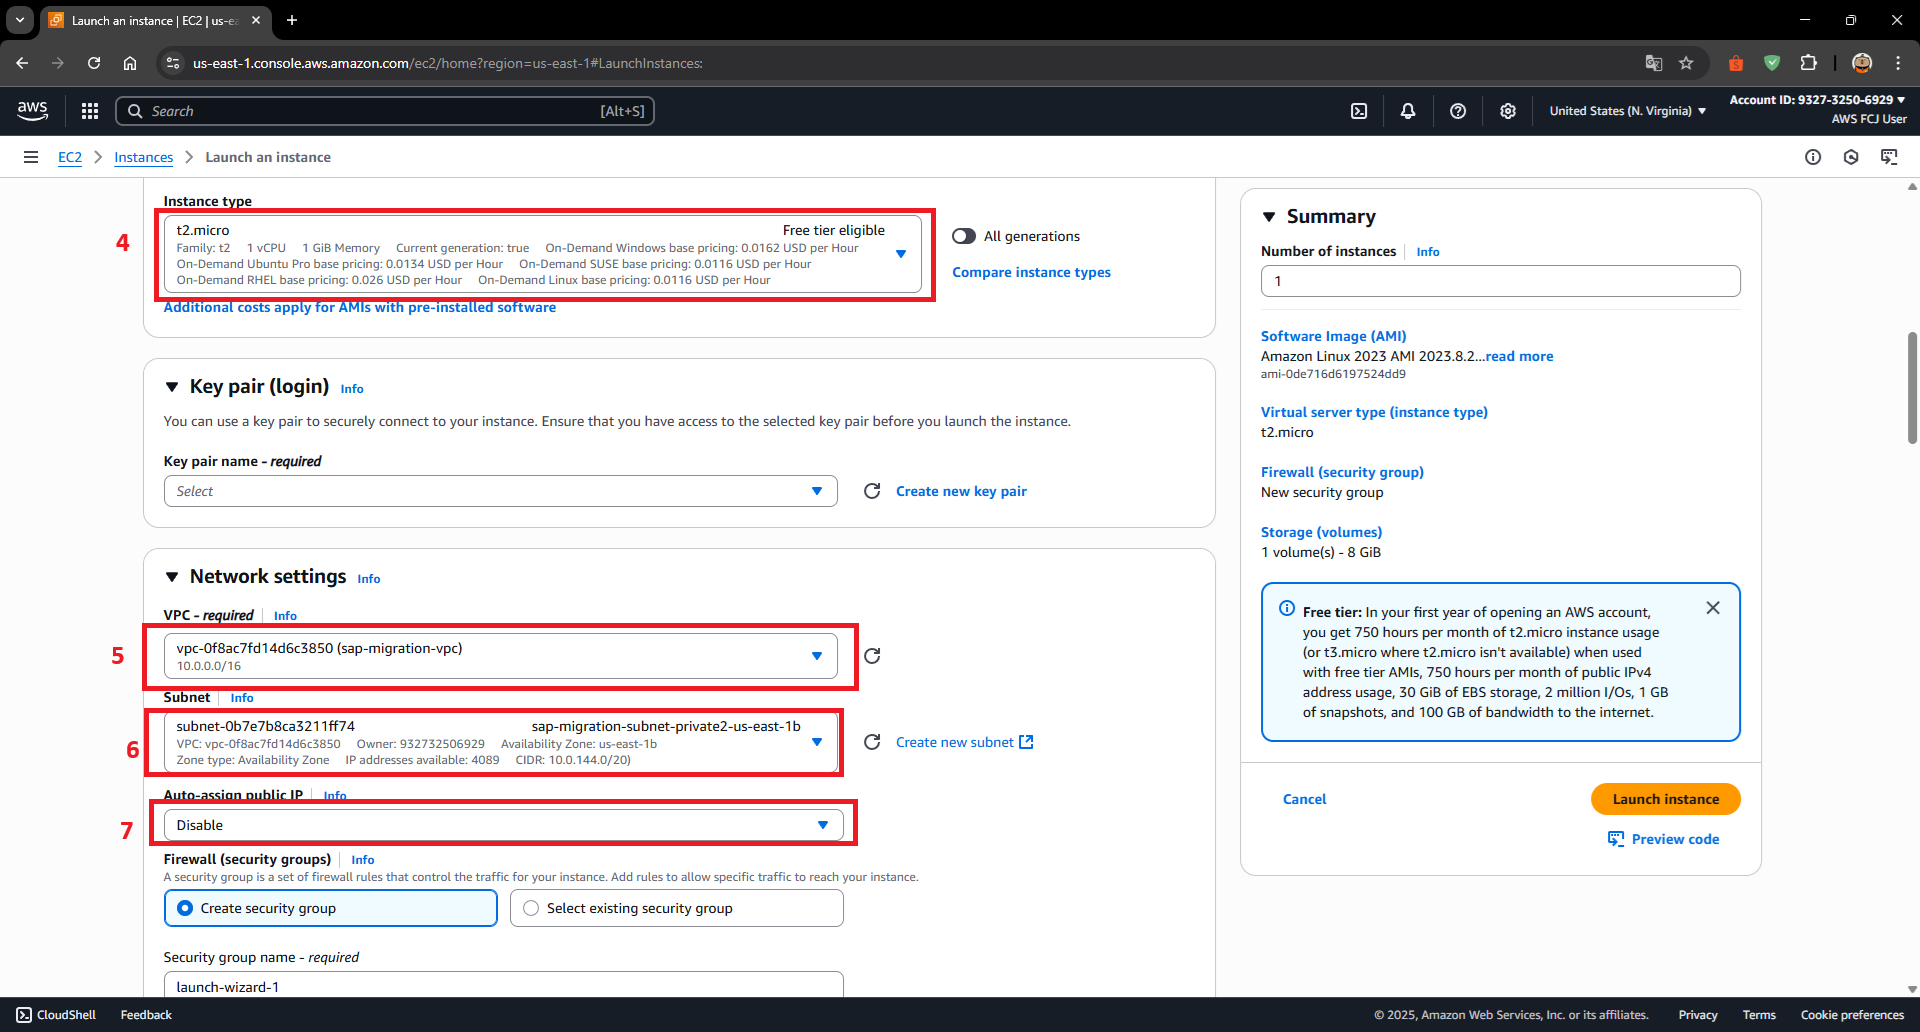 Launch an instance | EC2 | us-ea
us-east-1.console.aws.amazon.com/ec2/home?region=us-east-1#LaunchInstances:
aws
Search [Alt+S]
United States (N. Virginia)
Account ID: 9327-3250-6929
AWS FCJ User
EC2 > Instances > Launch an instance
Instance type
4
t2.micro Free tier eligible
Family: t2 1 vCPU 1 GiB Memory Current generation: true On-Demand Windows base pricing: 0.0162 USD per Hour
On-Demand Ubuntu Pro base pricing: 0.0134 USD per Hour On-Demand SUSE base pricing: 0.0116 USD per Hour
On-Demand RHEL base pricing: 0.026 USD per Hour On-Demand Linux base pricing: 0.0116 USD per Hour
All generations
Compare instance types
Additional costs apply for AMIs with pre-installed software
Key pair (login) Info
You can use a key pair to securely connect to your instance. Ensure that you have access to the selected key pair before you launch the instance.
Key pair name - required
Select
Create new key pair
Network settings Info
VPC - required Info
5
vpc-0f8ac7fd14d6c3850 (sap-migration-vpc)
10.0.0.0/16
Subnet Info
6
subnet-0b7e7b8ca3211ff74 sap-migration-subnet-private2-us-east-1b
VPC: vpc-0f8ac7fd14d6c3850 Owner: 932732506929 Availability Zone: us-east-1b
Zone type: Availability Zone IP addresses available: 4089 CIDR: 10.0.144.0/20)
Create new subnet
Auto-assign public IP Info
7
Disable
Firewall (security groups) Info
A security group is a set of firewall rules that control the traffic for your instance. Add rules to allow specific traffic to reach your instance.
Create security group
Select existing security group
Security group name - required
launch-wizard-1
Summary
Number of instances Info
1
Software Image (AMI)
Amazon Linux 2023 AMI 2023.8.2...read more
ami-0de716d6197524dd9
Virtual server type (instance type)
t2.micro
Firewall (security group)
New security group
Storage (volumes)
1 volume(s) - 8 GiB
Free tier: In your first year of opening an AWS account,
you get 750 hours per month of t2.micro instance usage
(or t3.micro where t2.micro isn't available) when used
with free tier AMIs, 750 hours per month of public IPv4
address usage, 30 GiB of EBS storage, 2 million I/Os, 1 GB
of snapshots, and 100 GB of bandwidth to the internet.
Cancel
Launch instance
Preview code
CloudShell Feedback
© 2025, Amazon Web Services, Inc. or its affiliates. Privacy Terms Cookie preferences